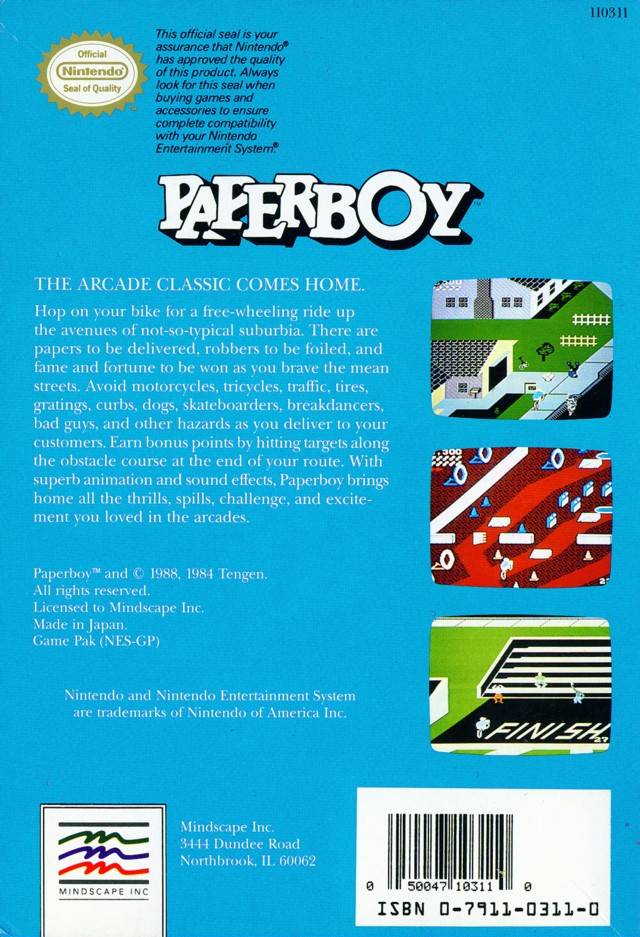 110311
Official
Nintendo®
Seal of Quality
This official seal is your
assurance that Nintendo®
has approved the quality
of this product. Always
look for this seal when
buying games and
accessories to ensure
complete compatibility
with your Nintendo
Entertainment System.®
PAPERBOY™
THE ARCADE CLASSIC COMES HOME.
Hop on your bike for a free-wheeling ride up
the avenues of not-so-typical suburbia. There are
papers to be delivered, robbers to be foiled, and
fame and fortune to be won as you brave the mean
streets. Avoid motorcycles, tricycles, traffic, tires,
gratings, curbs, dogs, skateboarders, breakdancers,
bad guys, and other hazards as you deliver to your
customers. Earn bonus points by hitting targets along
the obstacle course at the end of your route. With
superb animation and sound effects, Paperboy brings
home all the thrills, spills, challenge, and excite-
ment you loved in the arcades.
FINISH
27
Paperboy™ and © 1988, 1984 Tengen.
All rights reserved.
Licensed to Mindscape Inc.
Made in Japan.
Game Pak (NES-GP)
Nintendo and Nintendo Entertainment System
are trademarks of Nintendo of America Inc.
MINDSCAPE INC
Mindscape Inc.
3444 Dundee Road
Northbrook, IL 60062
0 50047 10311 0
ISBN 0-7911-0311-0